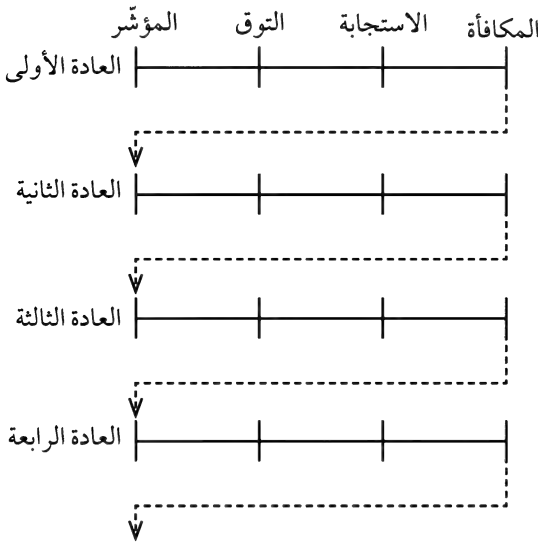 المؤشّر التوق الاستجابة المكافأة
العادة الأولى
العادة الثانية
العادة الثالثة
العادة الرابعة